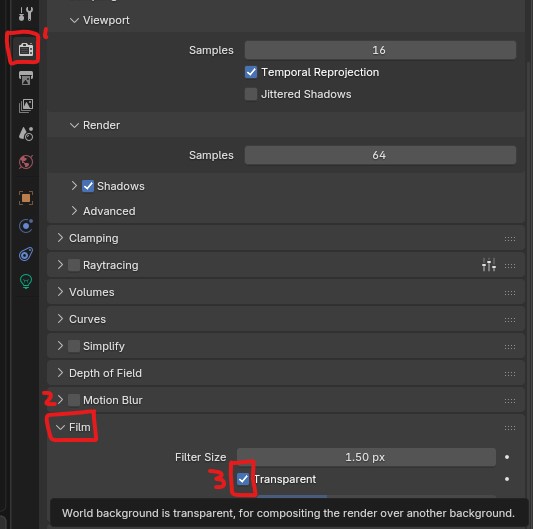 Viewport
Samples 16
Temporal Reprojection
Jittered Shadows
Render
Samples 64
Shadows
Advanced
Clamping
Raytracing
Volumes
Curves
Simplify
Depth of Field
2 Motion Blur
Film
Filter Size 1.50 px
3 Transparent
World background is transparent, for compositing the render over another background.